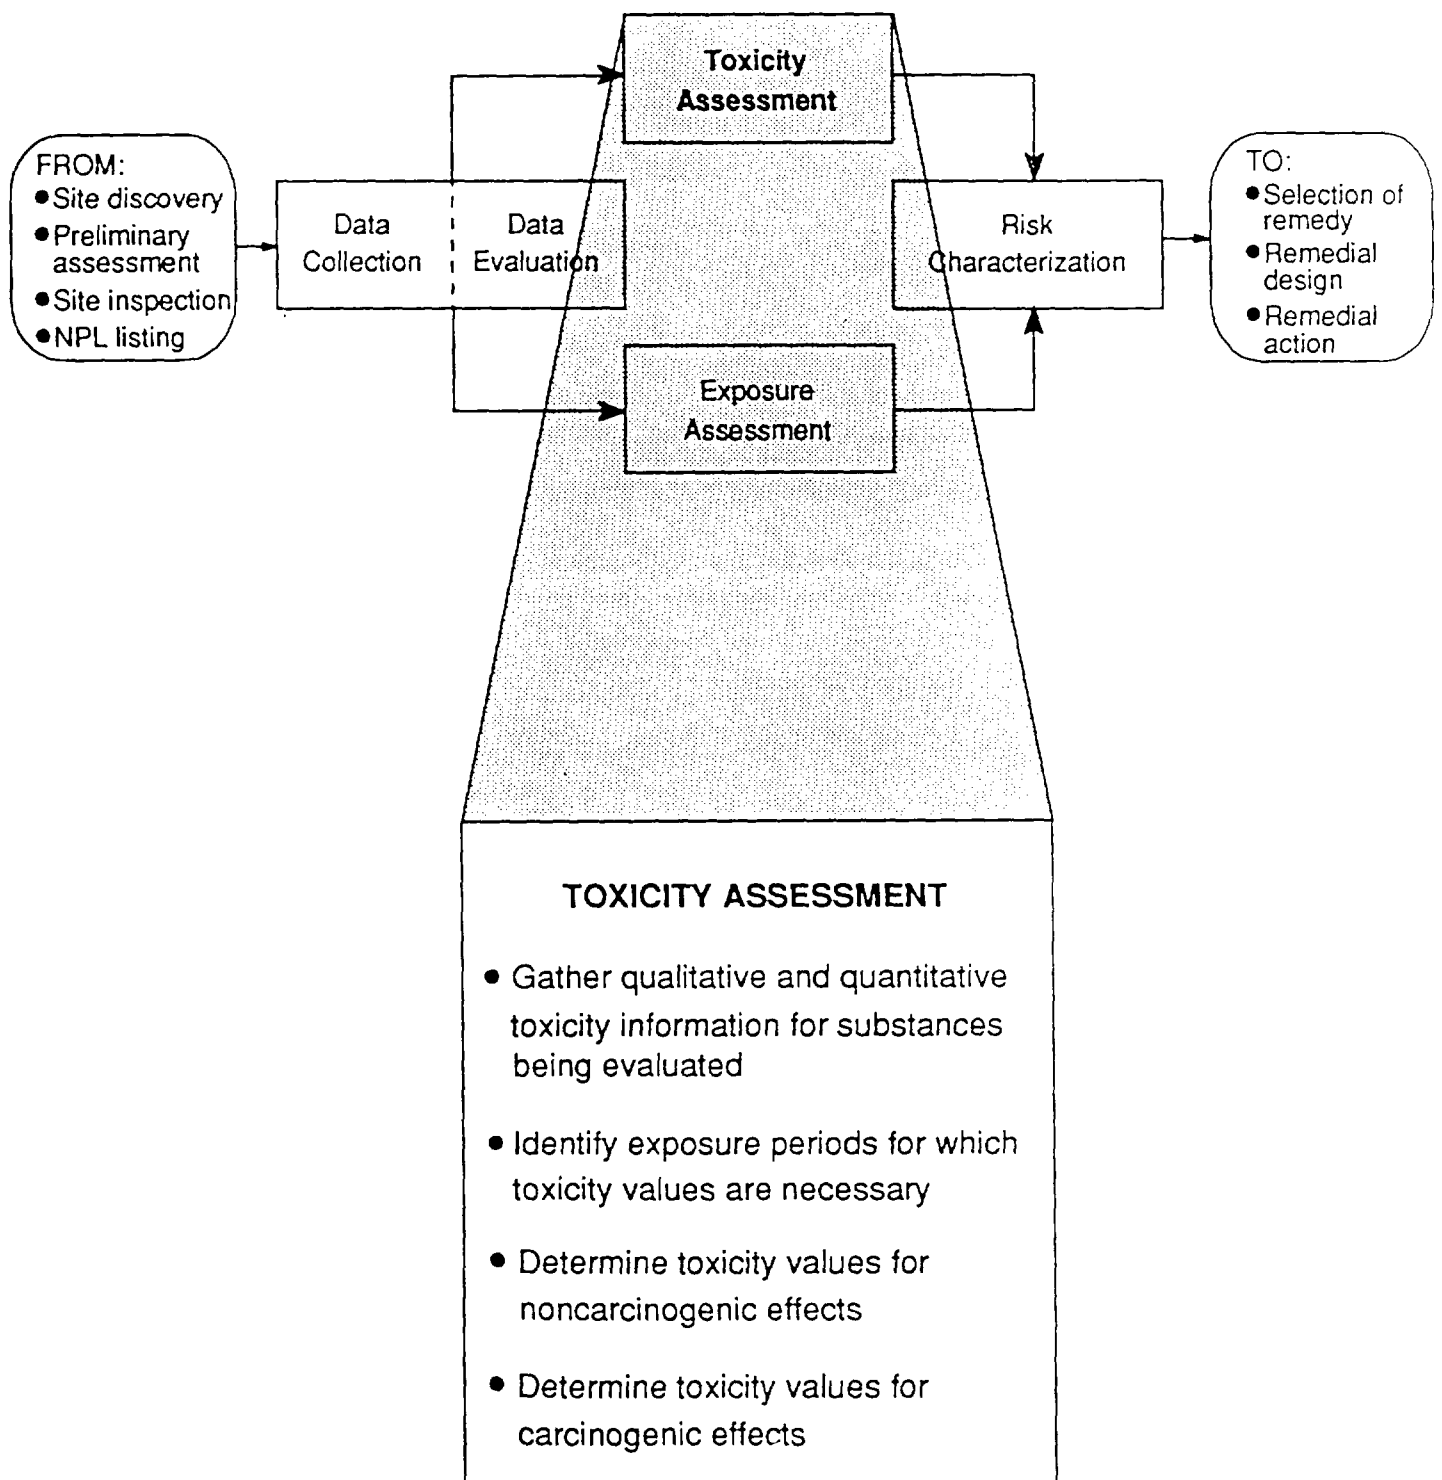 Toxicity
Assessment
FROM:
● Site discovery
● Preliminary
assessment
● Site inspection
● NPL listing
Data
Collection
Data
Evaluation
Risk
Characterization
TO:
● Selection of
remedy
● Remedial
design
● Remedial
action
Exposure
Assessment
TOXICITY ASSESSMENT
● Gather qualitative and quantitative
toxicity information for substances
being evaluated
● Identify exposure periods for which
toxicity values are necessary
● Determine toxicity values for
noncarcinogenic effects
● Determine toxicity values for
carcinogenic effects